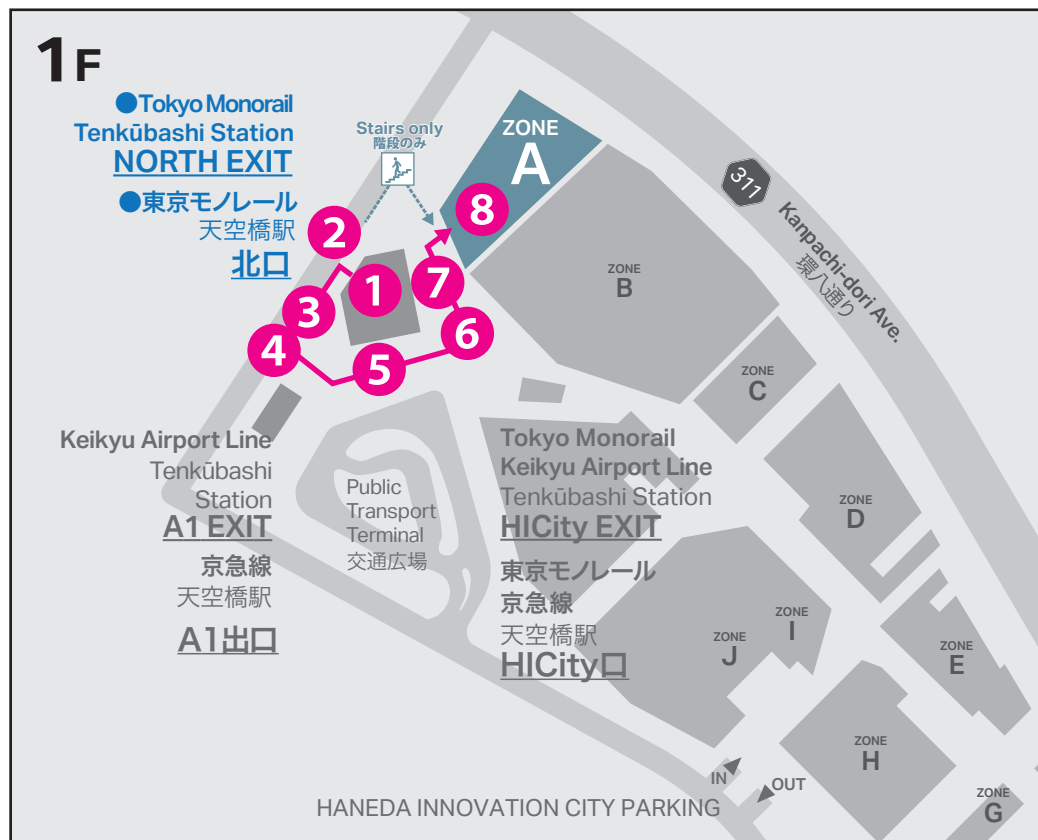 1F
●Tokyo Monorail
Tenkūbashi Station
NORTH EXIT
●東京モノレール
天空橋駅
北口
Stairs only
階段のみ
ZONE
A
1
2
3
4
5
6
7
8
311
Kanpachi-dori Ave.
環八通り
ZONE
B
ZONE
C
ZONE
D
ZONE
E
Keikyu Airport Line
Tenkūbashi
Station
A1 EXIT
京急線
天空橋駅
A1出口
Public
Transport
Terminal
交通広場
Tokyo Monorail
Keikyu Airport Line
Tenkūbashi Station
HICity EXIT
東京モノレール
京急線
天空橋駅
HICity口
ZONE
I
ZONE
J
ZONE
H
ZONE
G
IN
OUT
HANEDA INNOVATION CITY PARKING